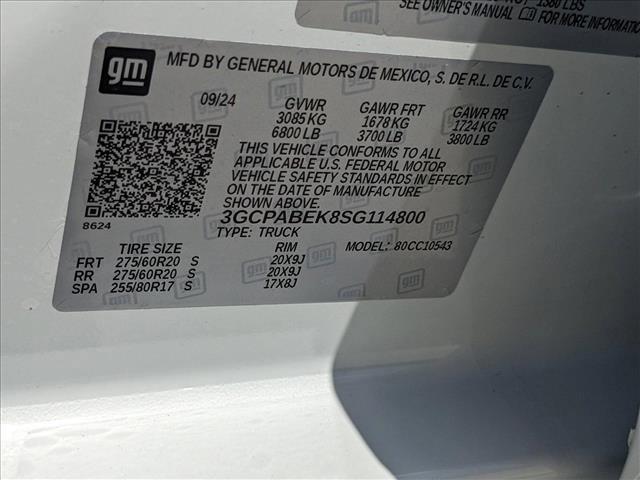 1380 LBS
SEE OWNER'S MANUAL FOR MORE INFORMATION
gm
MFD BY GENERAL MOTORS DE MEXICO, S. DE R.L. DE C.V.
09/24 GVWR GAWR FRT GAWR RR
3085 KG 1678 KG 1724 KG
6800 LB 3700 LB 3800 LB
THIS VEHICLE CONFORMS TO ALL
APPLICABLE U.S. FEDERAL MOTOR
VEHICLE SAFETY STANDARDS IN EFFECT
ON THE DATE OF MANUFACTURE
SHOWN ABOVE.
3GCPABEK8SG114800
8624
TYPE: TRUCK MODEL: 80CC10543
TIRE SIZE RIM
FRT 275/60R20 S 20X9J
RR 275/60R20 S 20X9J
SPA 255/80R17 S 17X8J